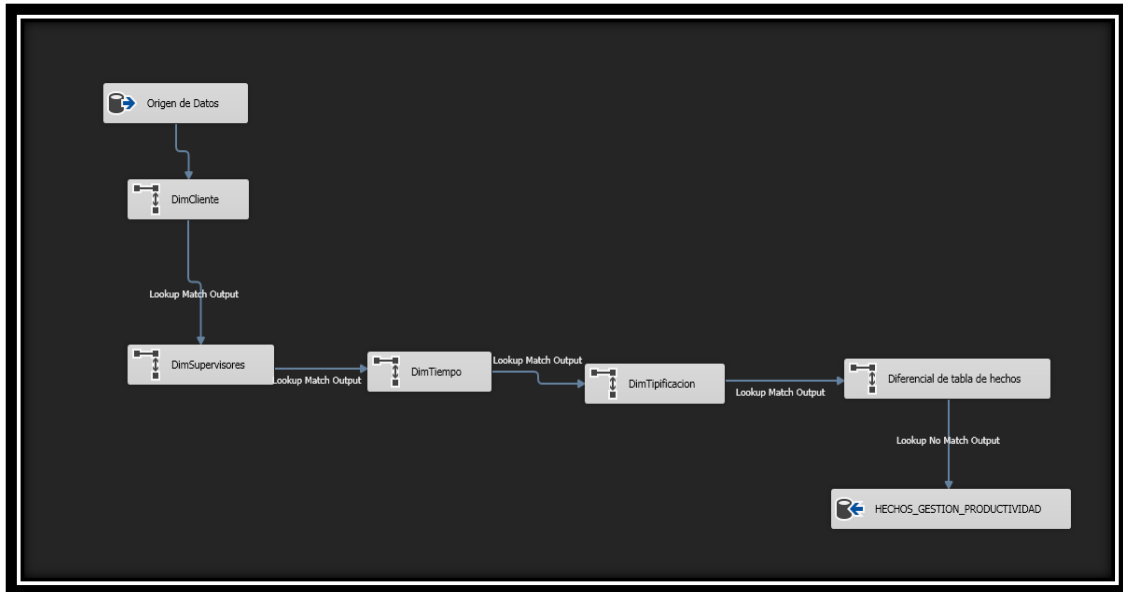 Origen de Datos
DimCliente
Lookup Match Output
DimSupervisores
Lookup Match Output
DimTiempo
Lookup Match Output
DimTipificacion
Lookup Match Output
Diferencial de tabla de hechos
Lookup No Match Output
HECHOS_GESTION_PRODUCTIVIDAD